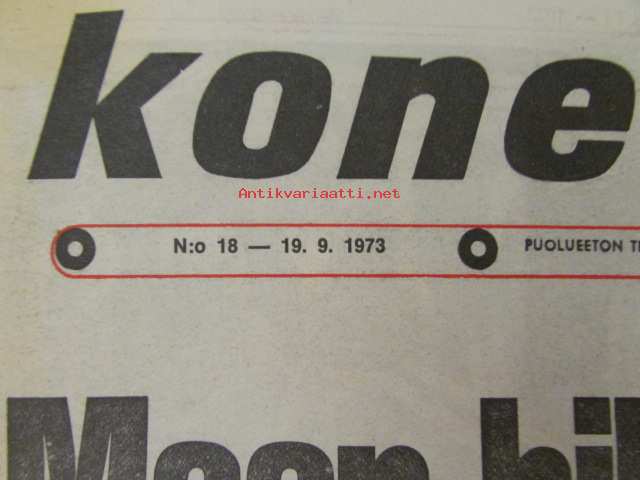 kone
Antikvariaatti.net
N:o 18 — 19. 9. 1973
PUOLUEETON